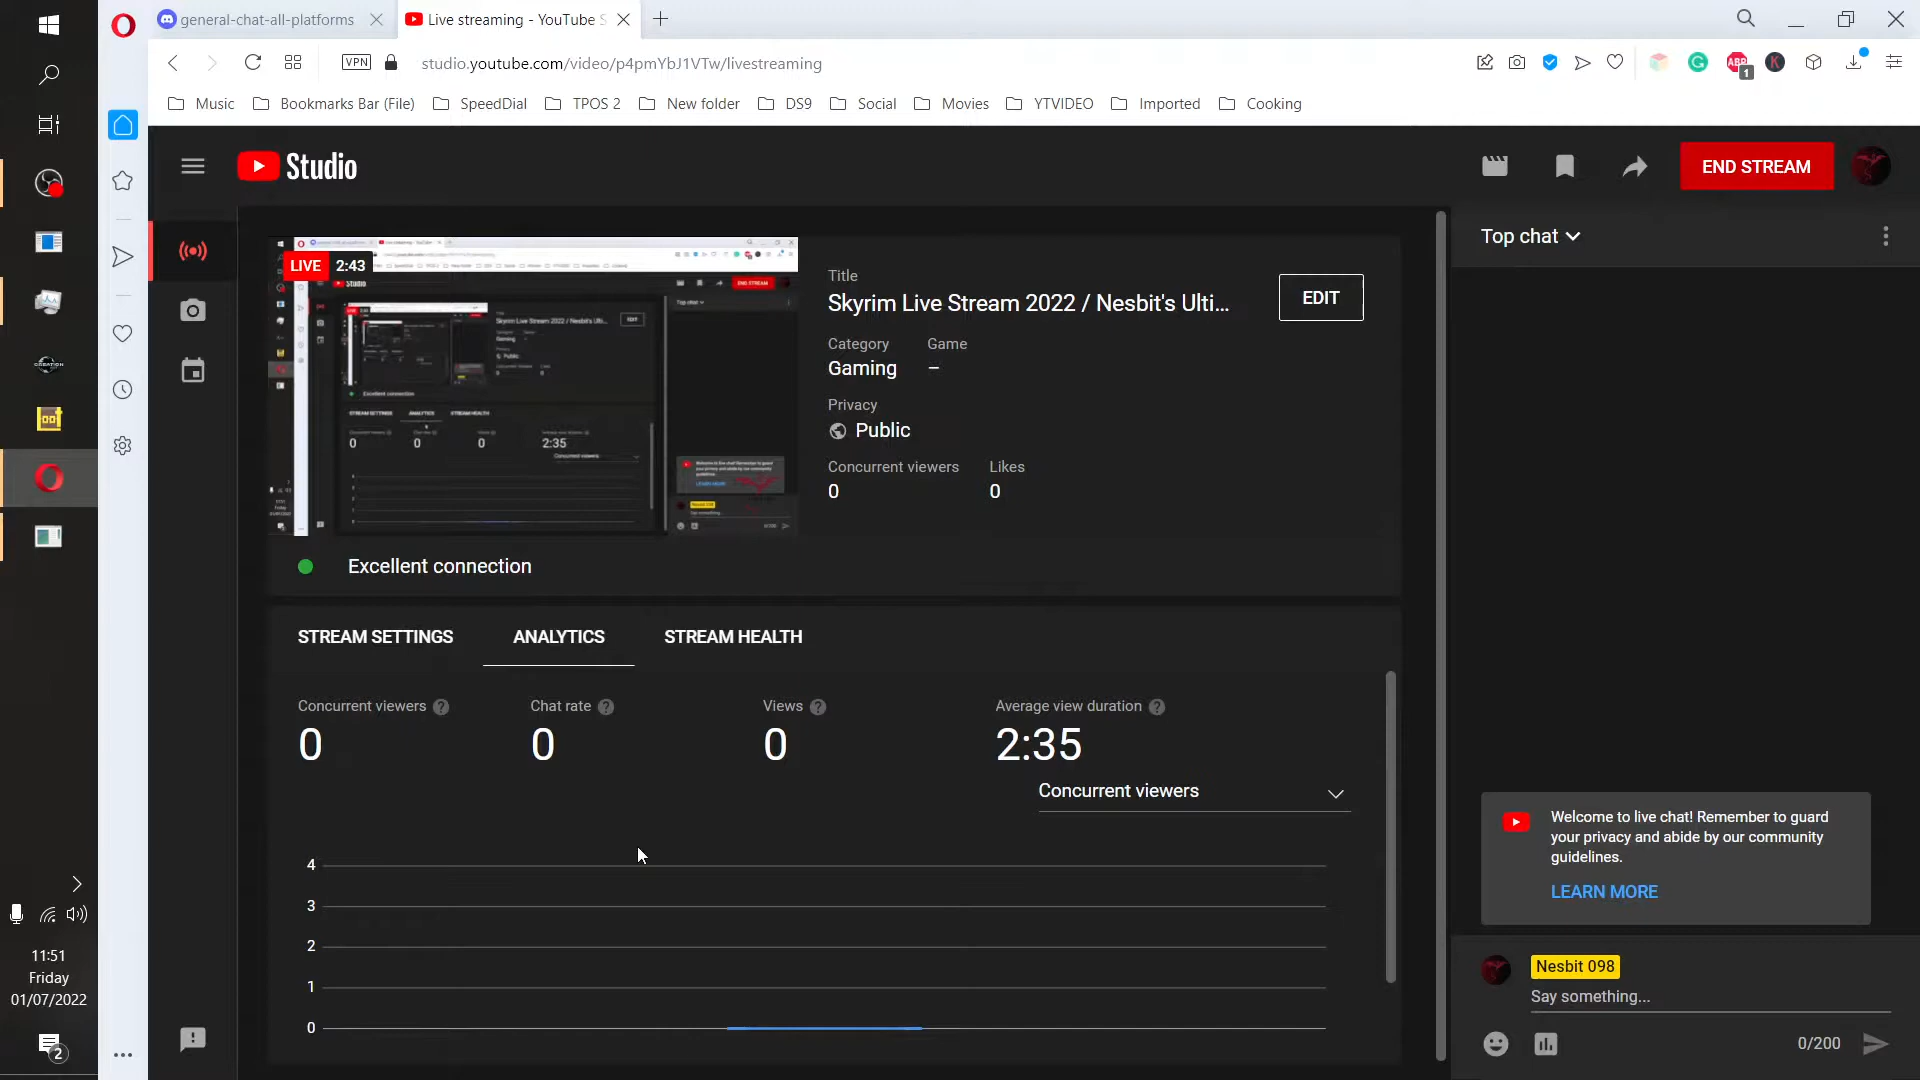 general-chat-all-platforms
Live streaming - YouTube S
VPN
studio.youtube.com/video/p4pmYbJ1VTw/livestreaming
ABP
1
K
Music
Bookmarks Bar (File)
SpeedDial
TPOS 2
New folder
DS9
Social
Movies
YTVIDEO
Imported
Cooking
Studio
END STREAM
LIVE 2:43
Title
Skyrim Live Stream 2022 / Nesbit's Ulti...
EDIT
Category Game
Gaming –
Privacy
Public
Concurrent viewers Likes
0 0
Excellent connection
STREAM SETTINGS ANALYTICS STREAM HEALTH
Concurrent viewers Chat rate Views Average view duration
0 0 0 2:35
Concurrent viewers
4
3
2
1
0
Top chat
Welcome to live chat! Remember to guard
your privacy and abide by our community
guidelines.
LEARN MORE
Nesbit 098
Say something...
0/200
11:51
Friday
01/07/2022
2